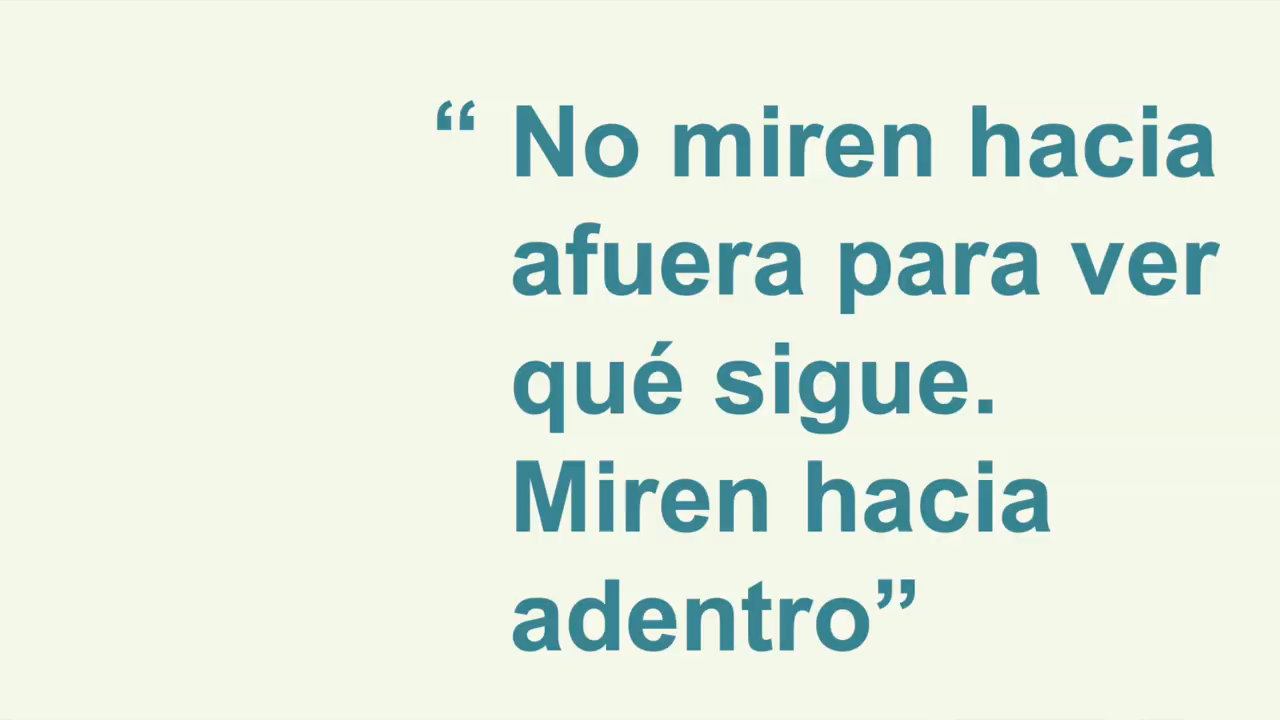 “ No miren hacia
afuera para ver
qué sigue.
Miren hacia
adentro”